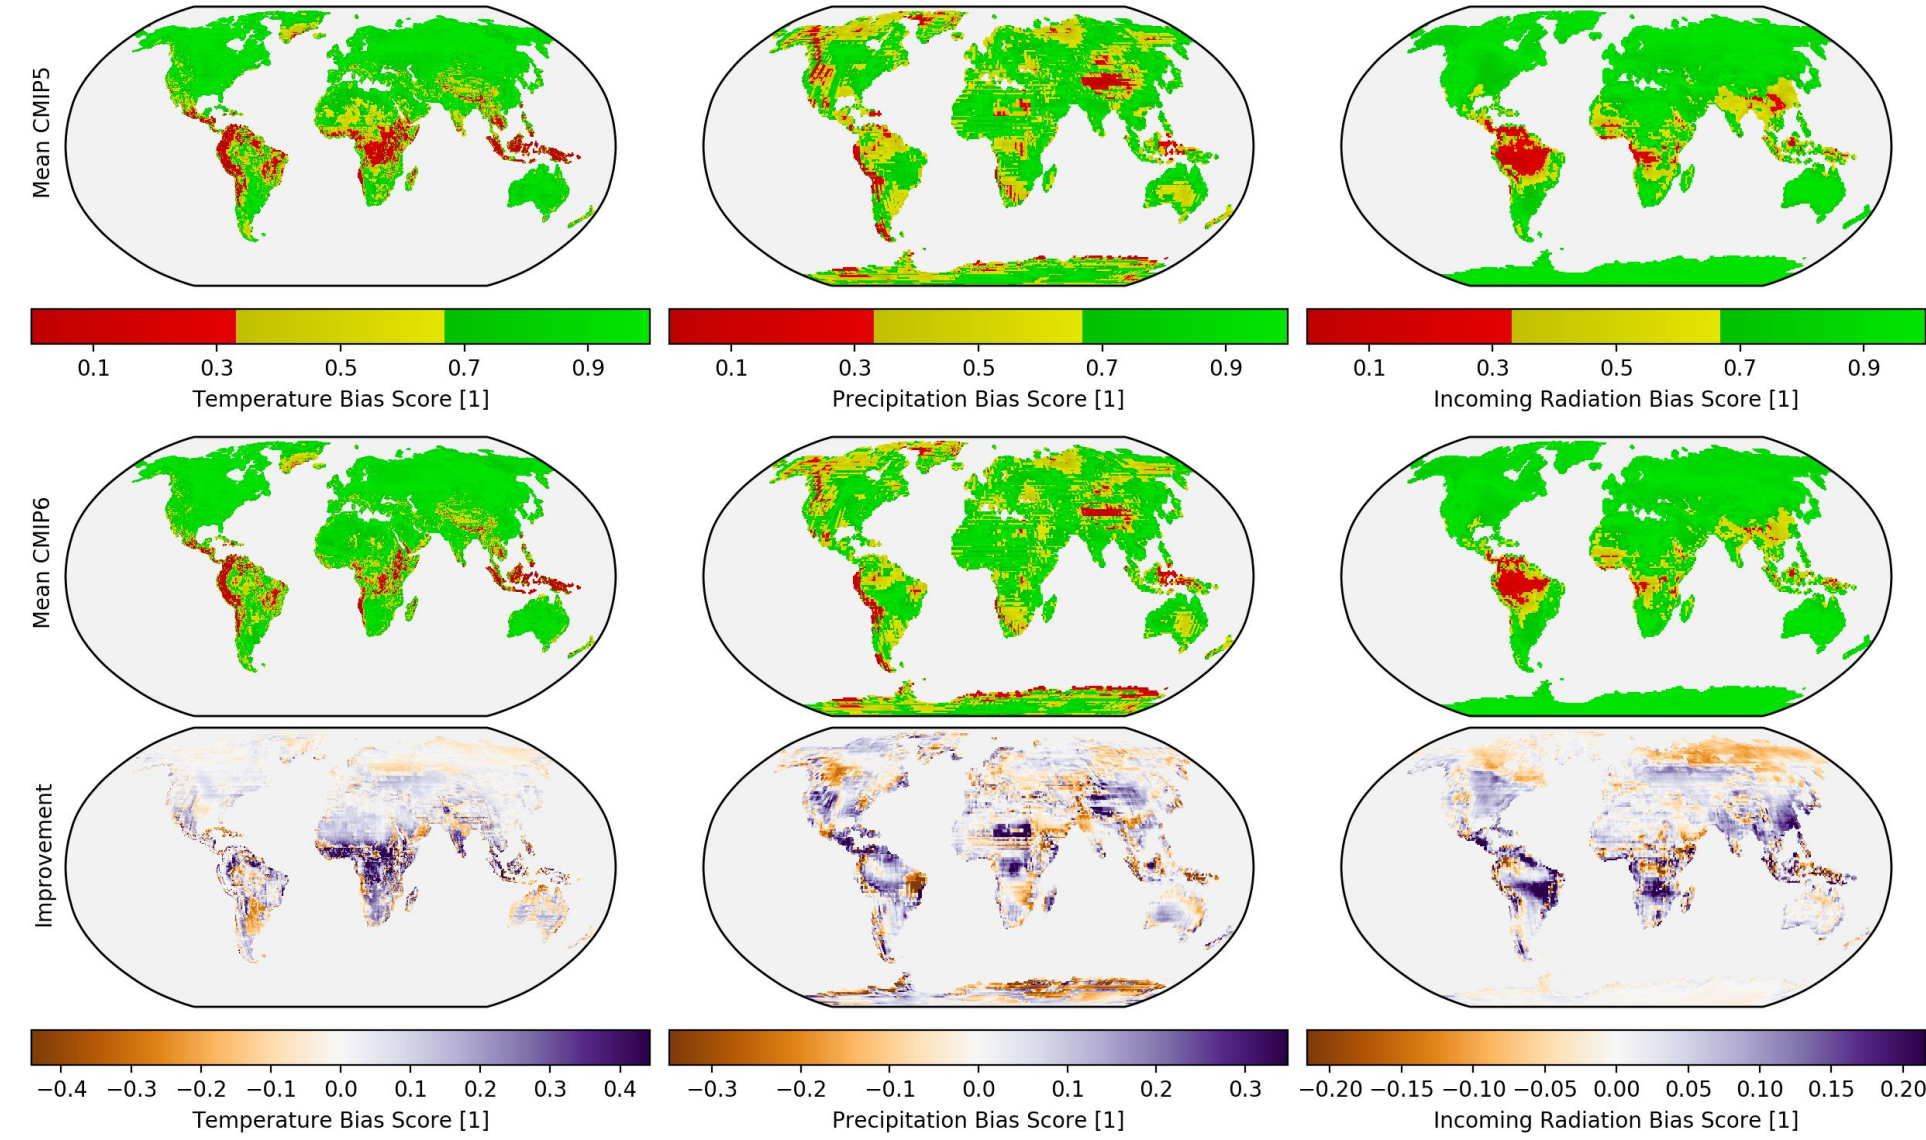 Mean CMIP5
0.1 0.3 0.5 0.7 0.9
Temperature Bias Score [1]
0.1 0.3 0.5 0.7 0.9
Precipitation Bias Score [1]
0.1 0.3 0.5 0.7 0.9
Incoming Radiation Bias Score [1]
Mean CMIP6
Improvement
−0.4 −0.3 −0.2 −0.1 0.0 0.1 0.2 0.3 0.4
Temperature Bias Score [1]
−0.3 −0.2 −0.1 0.0 0.1 0.2 0.3
Precipitation Bias Score [1]
−0.20 −0.15 −0.10 −0.05 0.00 0.05 0.10 0.15 0.20
Incoming Radiation Bias Score [1]